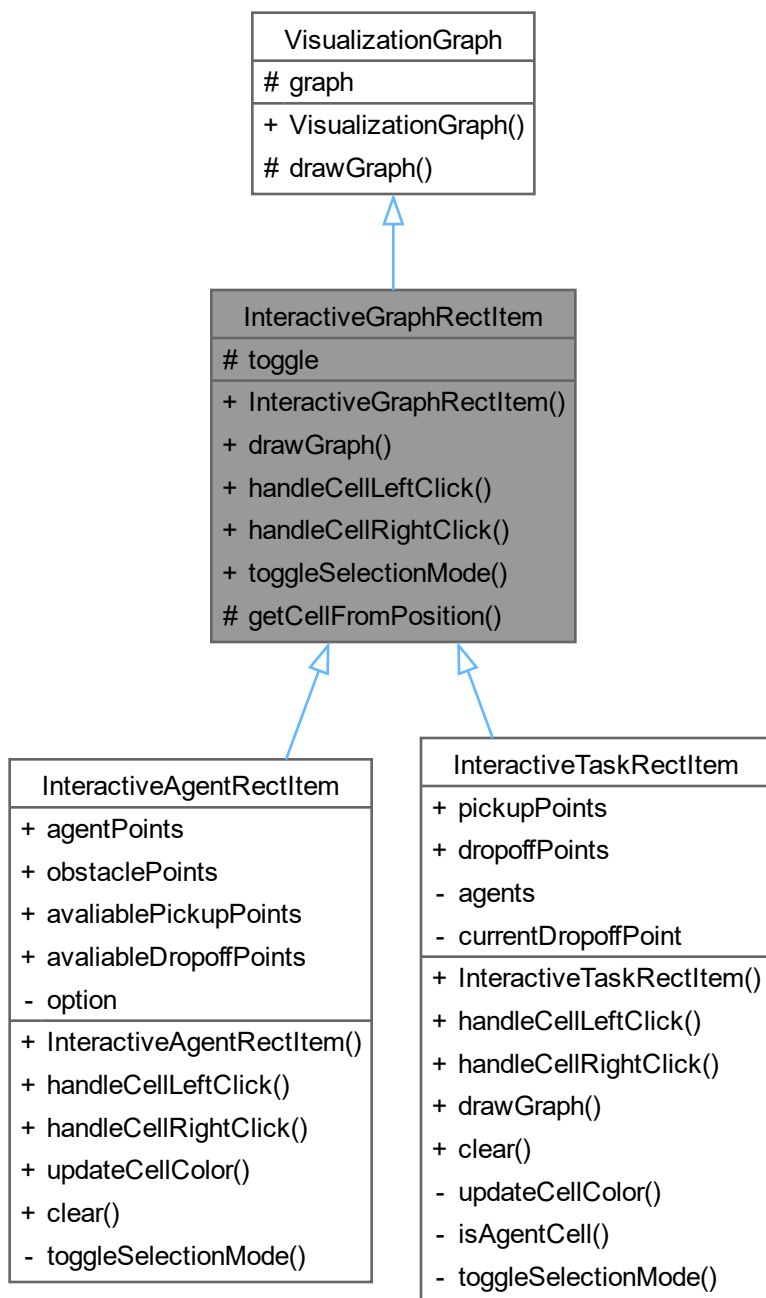 VisualizationGraph
# graph
+ VisualizationGraph()
# drawGraph()
InteractiveGraphRectItem
# toggle
+ InteractiveGraphRectItem()
+ drawGraph()
+ handleCellLeftClick()
+ handleCellRightClick()
+ toggleSelectionMode()
# getCellFromPosition()
InteractiveAgentRectItem
+ agentPoints
+ obstaclePoints
+ avaliablePickupPoints
+ avaliableDropoffPoints
- option
+ InteractiveAgentRectItem()
+ handleCellLeftClick()
+ handleCellRightClick()
+ updateCellColor()
+ clear()
- toggleSelectionMode()
InteractiveTaskRectItem
+ pickupPoints
+ dropoffPoints
- agents
- currentDropoffPoint
+ InteractiveTaskRectItem()
+ handleCellLeftClick()
+ handleCellRightClick()
+ drawGraph()
+ clear()
- updateCellColor()
- isAgentCell()
- toggleSelectionMode()